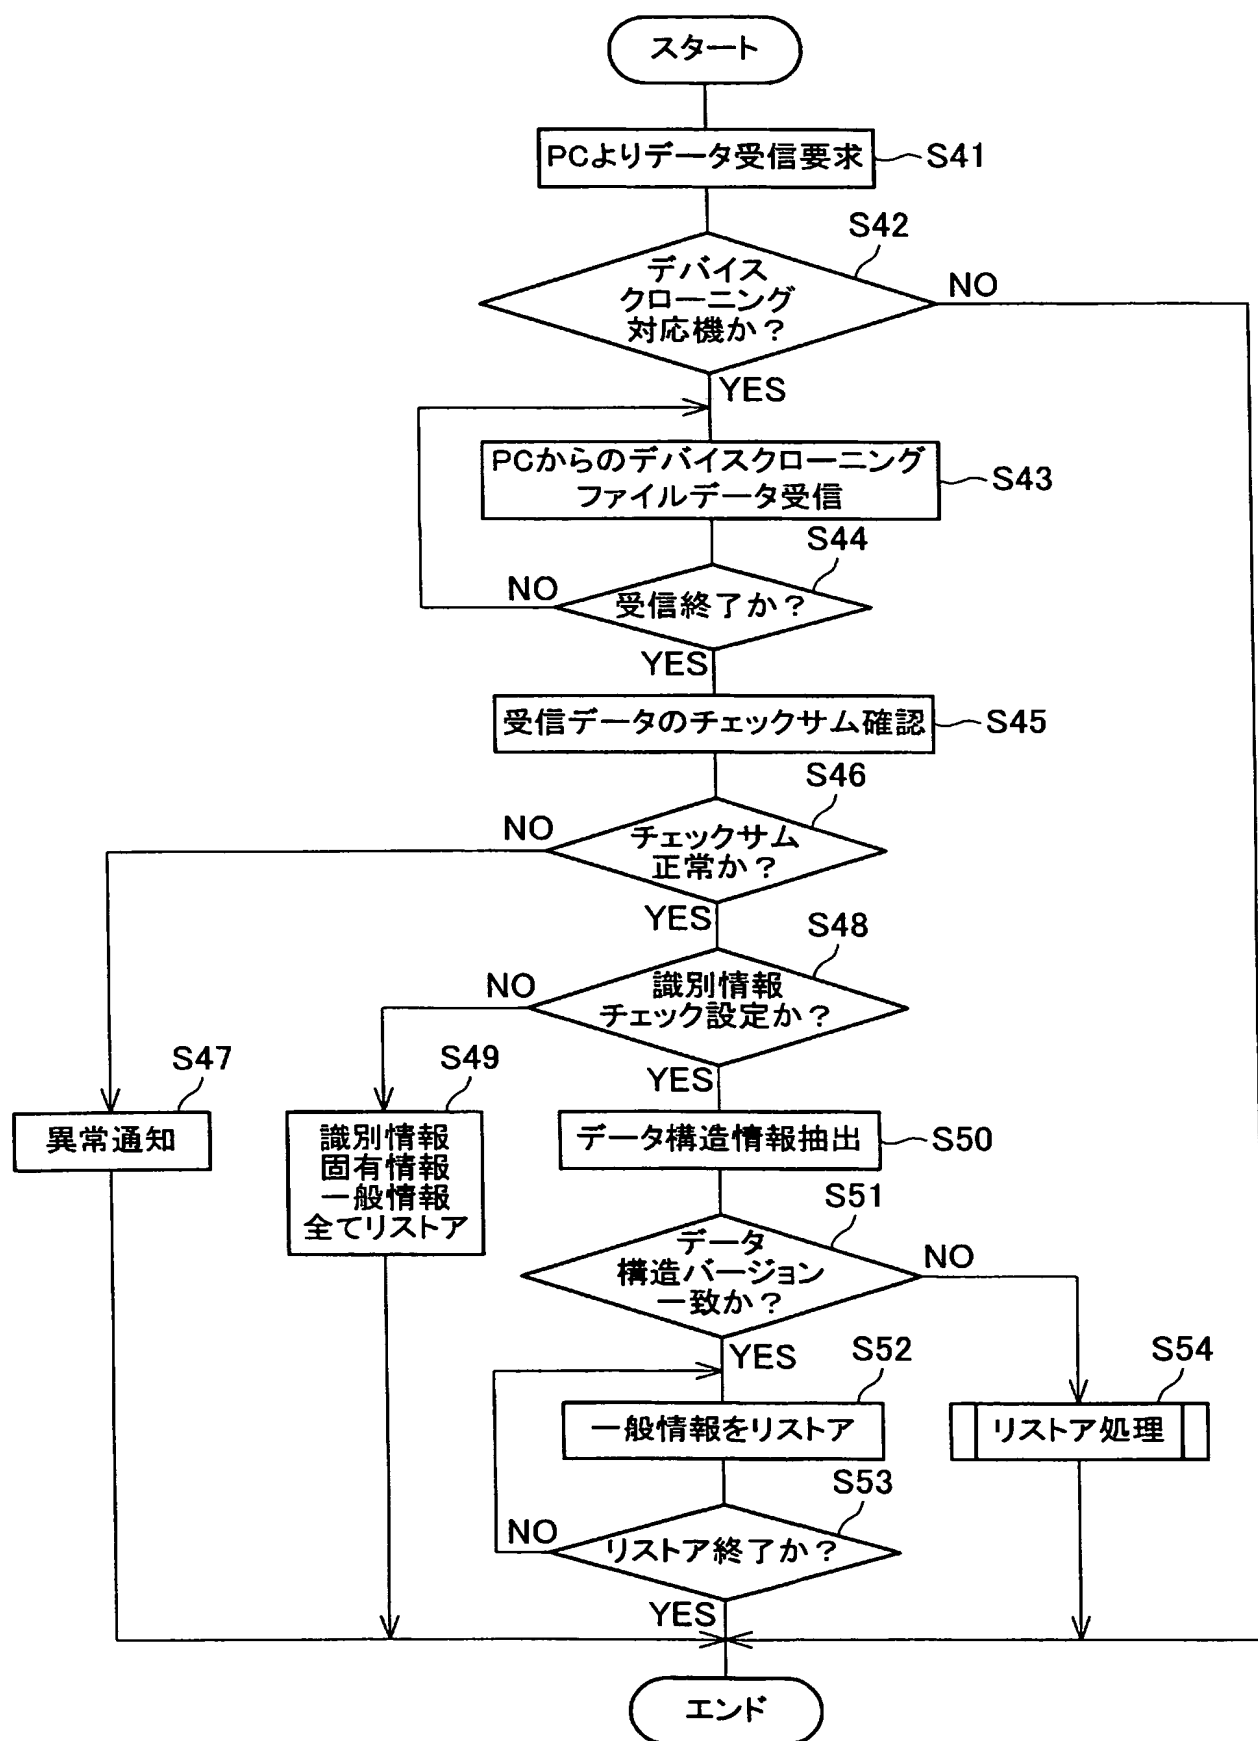 スタート
PCよりデータ受信要求
S41
S42
デバイス
クローニング
対応機か？
NO
YES
PCからのデバイスクローニング
ファイルデータ受信
S43
S44
NO
受信終了か？
YES
受信データのチェックサム確認
S45
S46
NO
チェックサム
正常か？
YES
S48
NO
識別情報
チェック設定か？
YES
S47
異常通知
S49
識別情報
固有情報
一般情報
全てリストア
データ構造情報抽出
S50
S51
データ
構造バージョン
一致か？
NO
YES
S52
一般情報をリストア
S54
リストア処理
S53
NO
リストア終了か？
YES
エンド